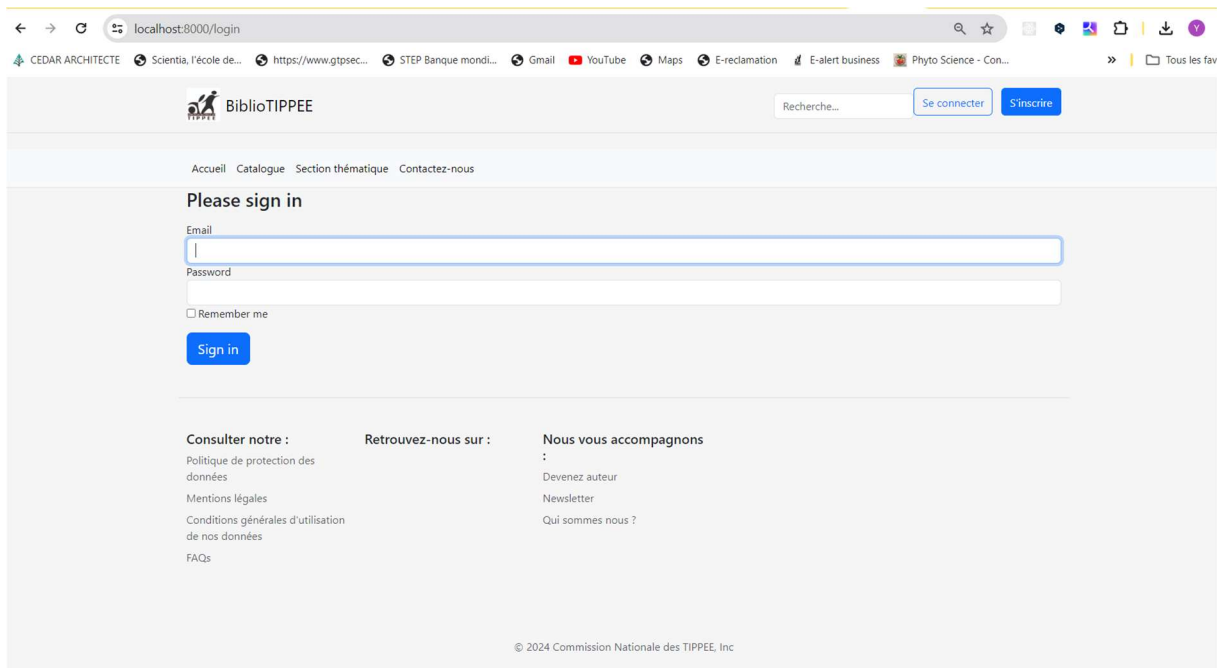 localhost:8000/login
Y
CEDAR ARCHITECTE Scientia, l'école de... https://www.gtpsec... STEP Banque mondi... Gmail YouTube Maps E-reclamation E-alert business Phyto Science - Con... » Tous les fav
TIPPEE
BiblioTIPPEE
Recherche... Se connecter S'inscrire
Accueil Catalogue Section thématique Contactez-nous
Please sign in
Email
Password
Remember me
Sign in
Consulter notre :
Politique de protection des
données
Mentions légales
Conditions générales d'utilisation
de nos données
FAQs
Retrouvez-nous sur :
Nous vous accompagnons
:
Devenez auteur
Newsletter
Qui sommes nous ?
© 2024 Commission Nationale des TIPPEE, Inc